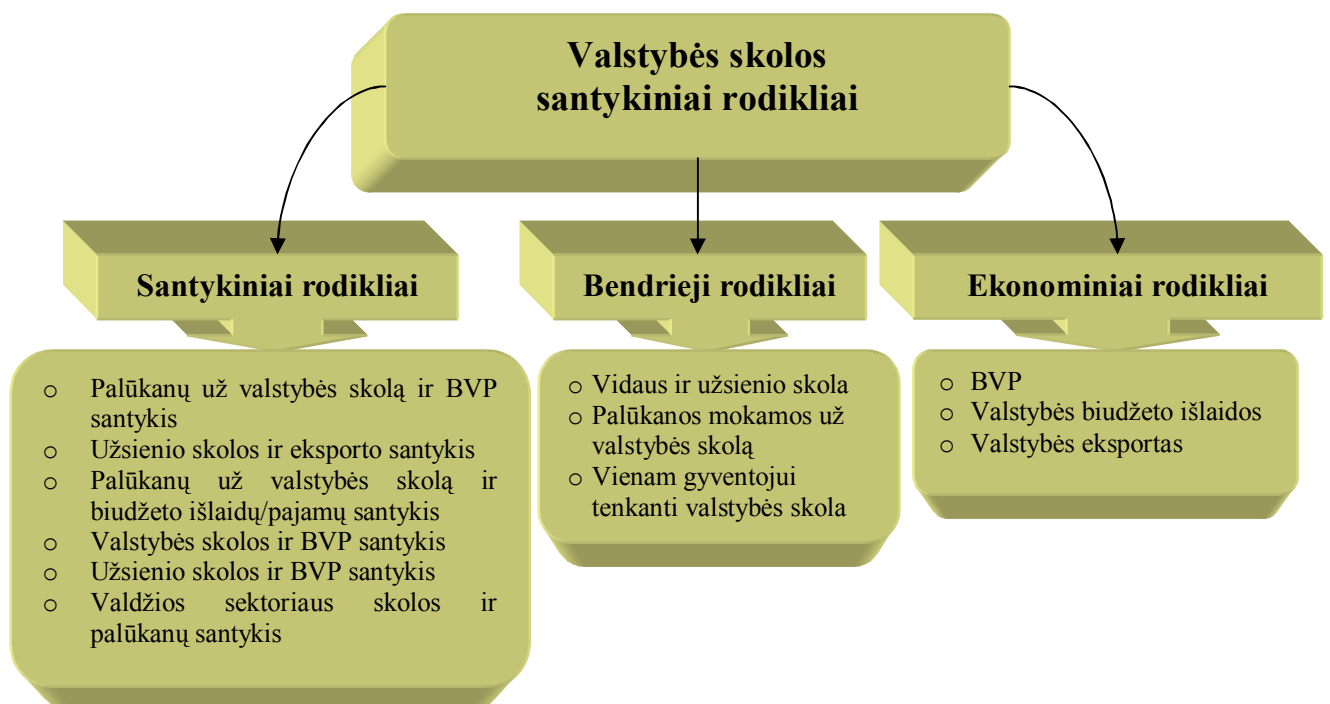 Valstybės skolos
santykiniai rodikliai
Santykiniai rodikliai
o Palūkanų už valstybės skolą ir BVP
santykis
o Užsienio skolos ir eksporto santykis
o Palūkanų už valstybės skolą ir
biudžeto išlaidų/pajamų santykis
o Valstybės skolos ir BVP santykis
o Užsienio skolos ir BVP santykis
o Valdžios sektoriaus skolos ir
palūkanų santykis
Bendrieji rodikliai
o Vidaus ir užsienio skola
o Palūkanos mokamos už
valstybės skolą
o Vienam gyventojui
tenkanti valstybės skola
Ekonominiai rodikliai
o BVP
o Valstybės biudžeto išlaidos
o Valstybės eksportas